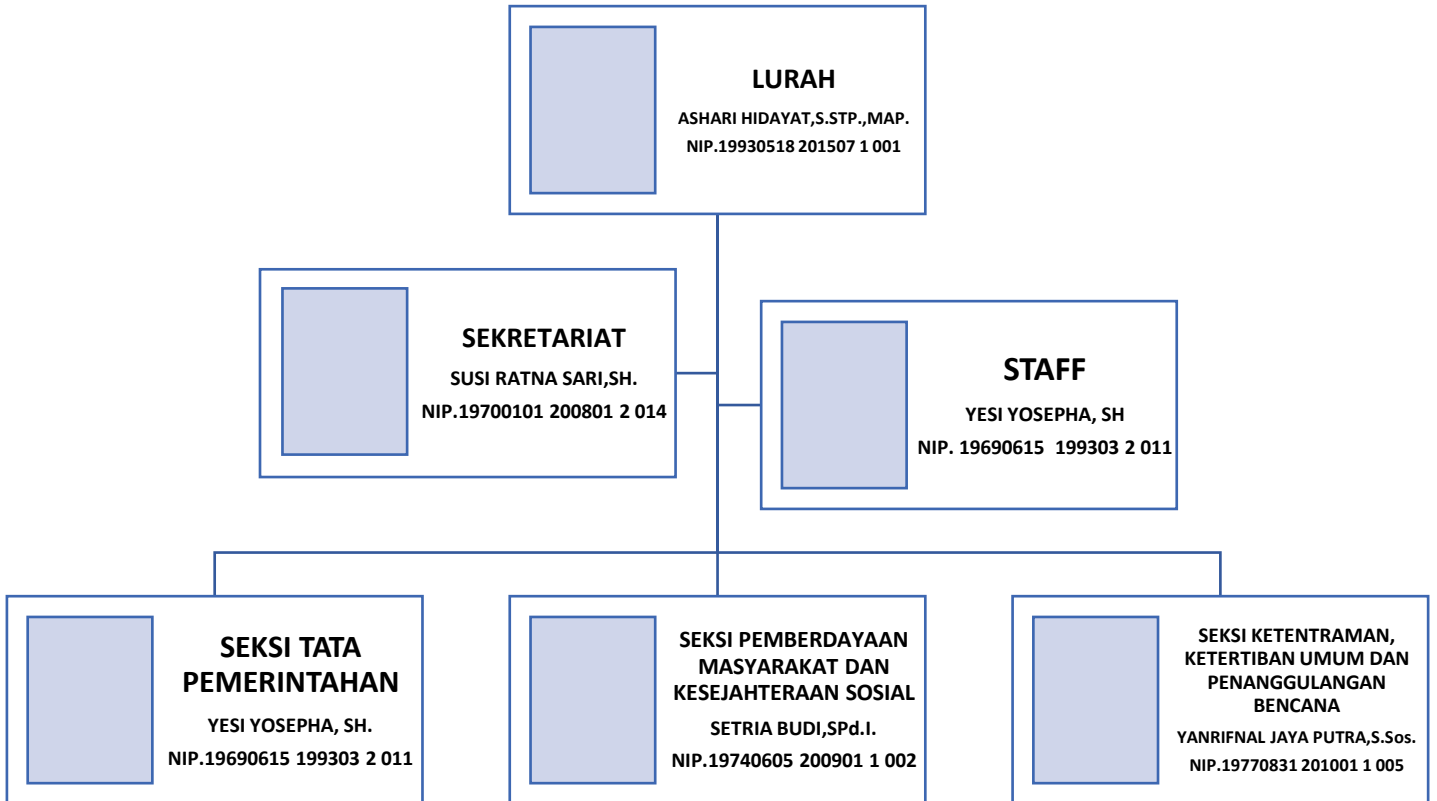 LURAH
ASHARI HIDAYAT,S.STP.,MAP.
NIP.19930518 201507 1 001
SEKRETARIAT
SUSI RATNA SARI,SH.
NIP.19700101 200801 2 014
STAFF
YESI YOSEPHA, SH
NIP. 19690615 199303 2 011
SEKSI TATA
PEMERINTAHAN
YESI YOSEPHA, SH.
NIP.19690615 199303 2 011
SEKSI PEMBERDAYAAN
MASYARAKAT DAN
KESEJAHTERAAN SOSIAL
SETRIA BUDI,SPd.I.
NIP.19740605 200901 1 002
SEKSI KETENTRAMAN,
KETERTIBAN UMUM DAN
PENANGGULANGAN
BENCANA
YANRIFNAL JAYA PUTRA,S.Sos.
NIP.19770831 201001 1 005